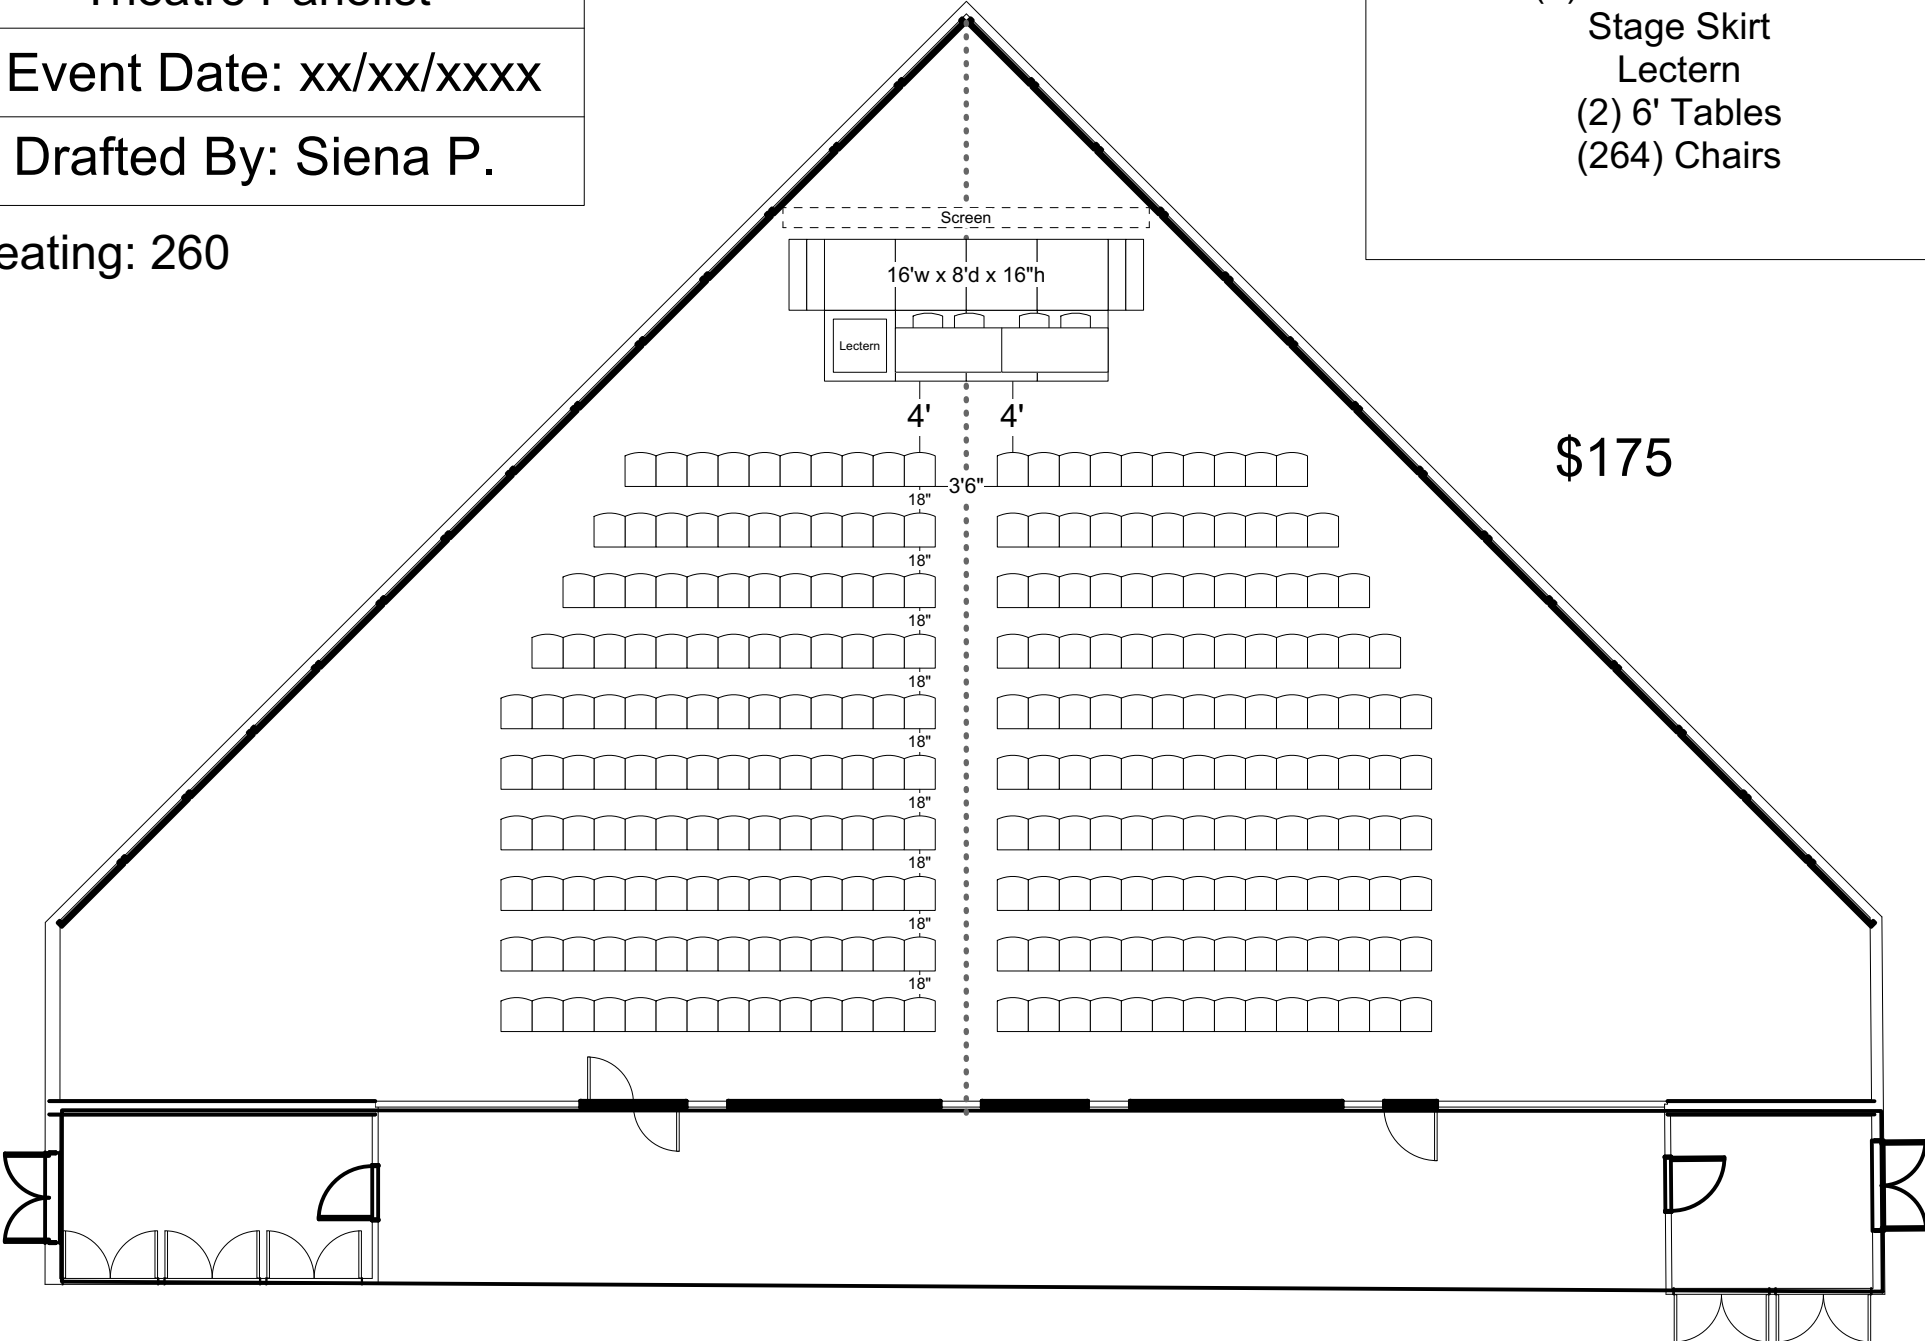 Theatre Panelist
Event Date: xx/xx/xxxx
Drafted By: Siena P.
eating: 260
Stage Skirt
Lectern
(2) 6' Tables
(264) Chairs
Screen
16'w x 8'd x 16"h
Lectern
4'
4'
$175
3'6"
18"
18"
18"
18"
18"
18"
18"
18"
18"